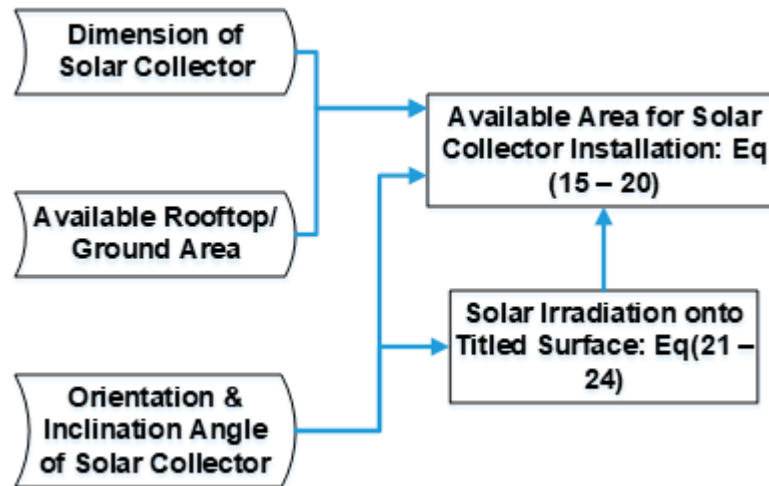 Dimension of
Solar Collector
Available Rooftop/
Ground Area
Orientation &
Inclination Angle
of Solar Collector
Available Area for Solar
Collector Installation: Eq
(15 – 20)
Solar Irradiation onto
Titled Surface: Eq(21 –
24)